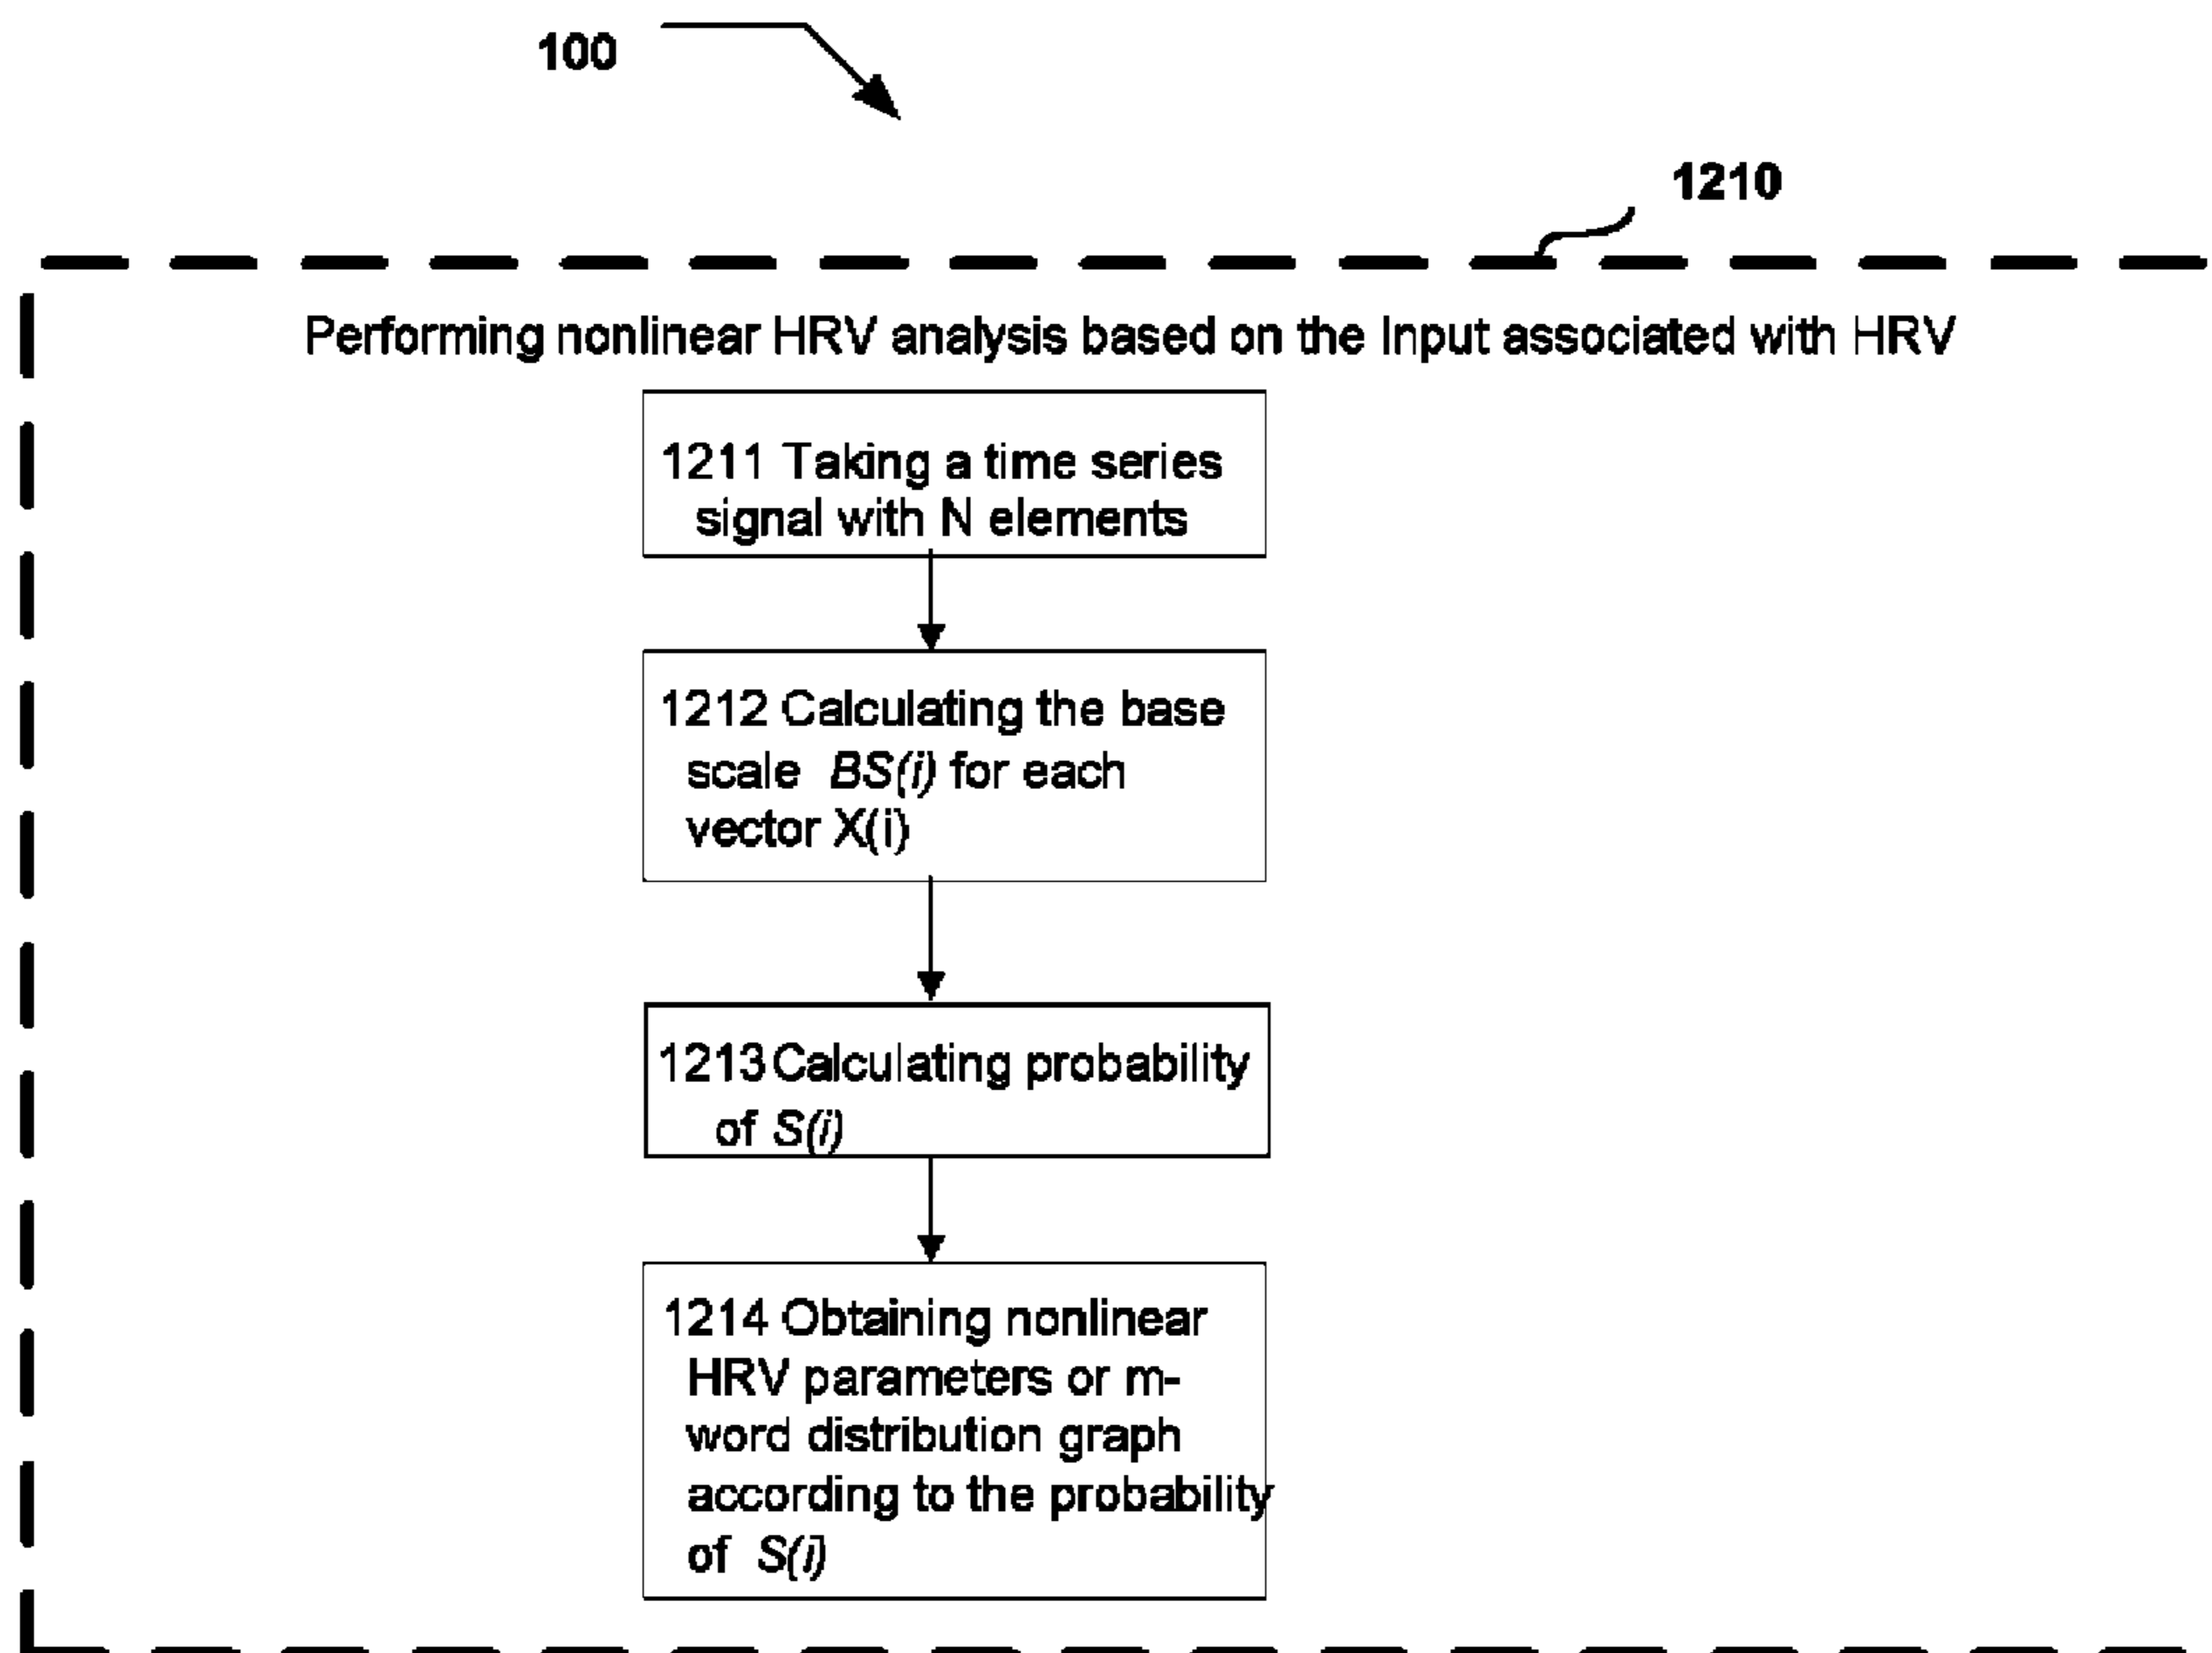 100
1210
Performing nonlinear HRV analysis based on the Input associated with HRV
1211 Taking a time series
signal with N elements
1212 Calculating the base
scale BS(i) for each
vector X(i)
1213 Calculating probability
of S(i)
1214 Obtaining nonlinear
HRV parameters or m-
word distribution graph
according to the probability
of S(i)